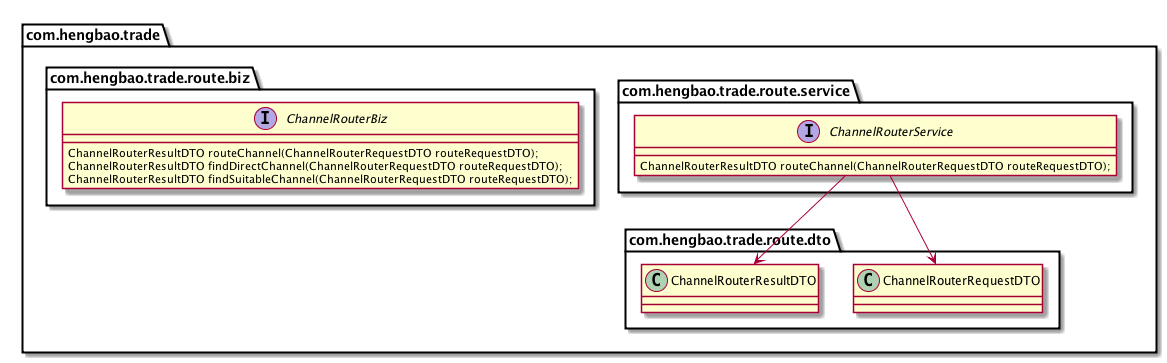 com.hengbao.trade
com.hengbao.trade.route.biz
I ChannelRouterBiz
ChannelRouterResultDTO routeChannel(ChannelRouterRequestDTO routeRequestDTO);
ChannelRouterResultDTO findDirectChannel(ChannelRouterRequestDTO routeRequestDTO);
ChannelRouterResultDTO findSuitableChannel(ChannelRouterRequestDTO routeRequestDTO);
com.hengbao.trade.route.service
I ChannelRouterService
ChannelRouterResultDTO routeChannel(ChannelRouterRequestDTO routeRequestDTO);
com.hengbao.trade.route.dto
C ChannelRouterResultDTO
C ChannelRouterRequestDTO